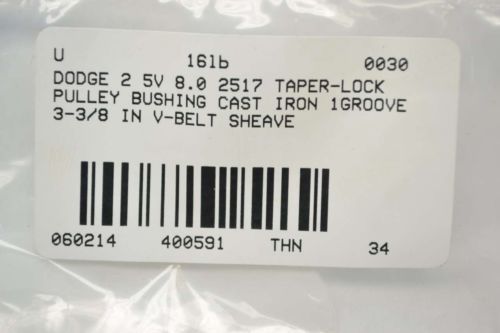 U 16lb 0030
DODGE 2 5V 8.0 2517 TAPER-LOCK
PULLEY BUSHING CAST IRON 1GROOVE
3-3/8 IN V-BELT SHEAVE
060214 400591 THN 34